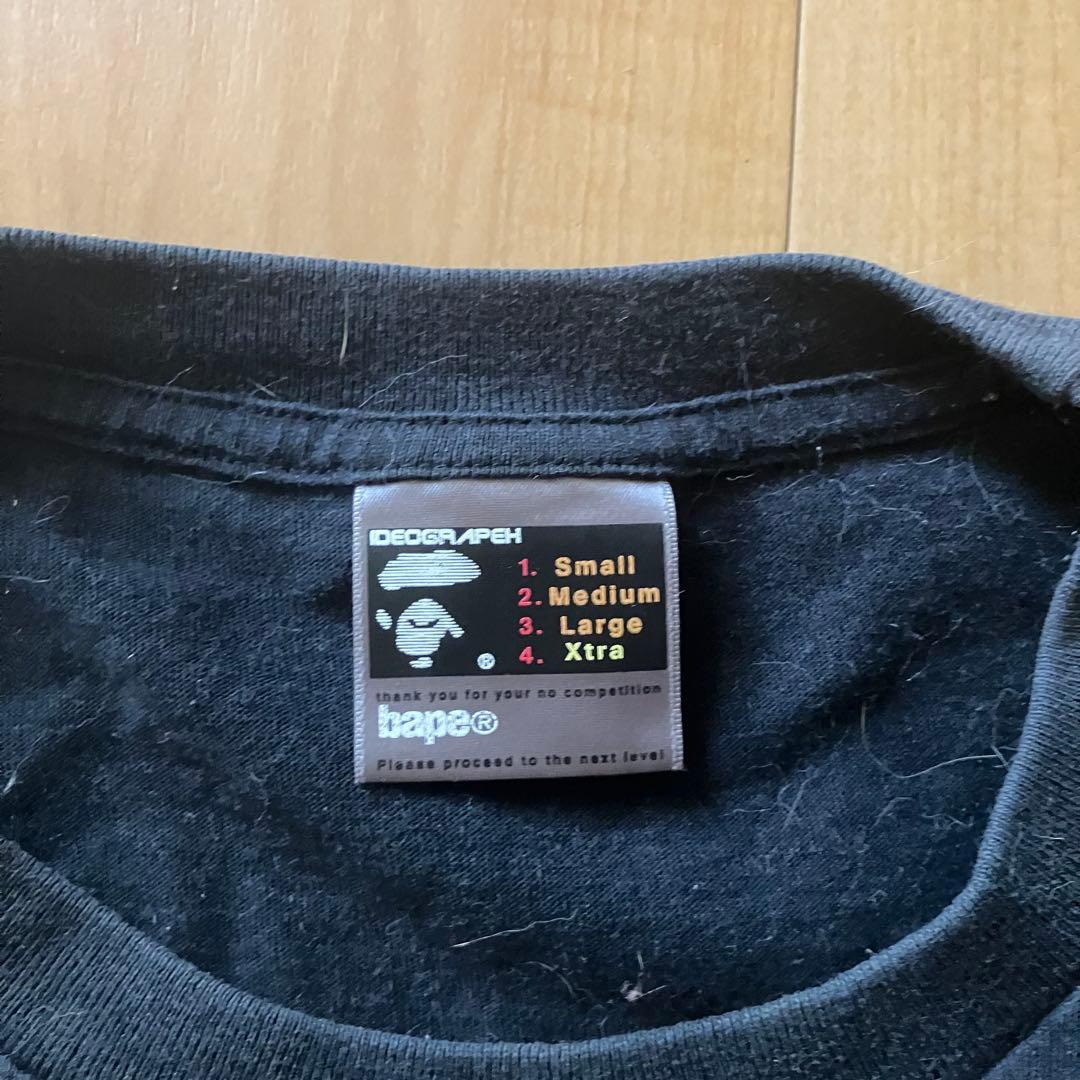 IDEOGRAPEH
1. Small
2. Medium
3. Large
4. Xtra
®
thank you for your no competition
bape®
Please proceed to the next level